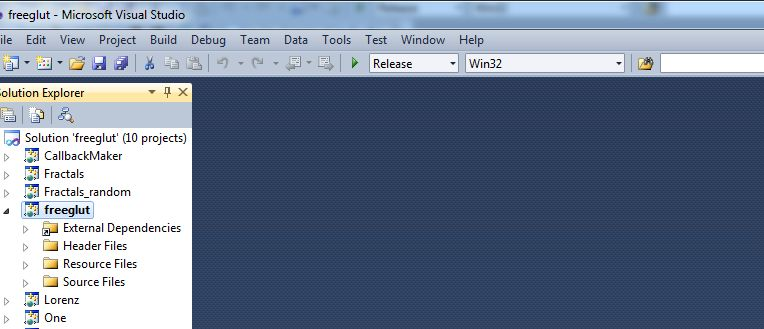 freeglut - Microsoft Visual Studio
ile Edit View Project Build Debug Team Data Tools Test Window Help
Release Win32
Solution Explorer
Solution 'freeglut' (10 projects)
CallbackMaker
Fractals
Fractals_random
freeglut
External Dependencies
Header Files
Resource Files
Source Files
Lorenz
One